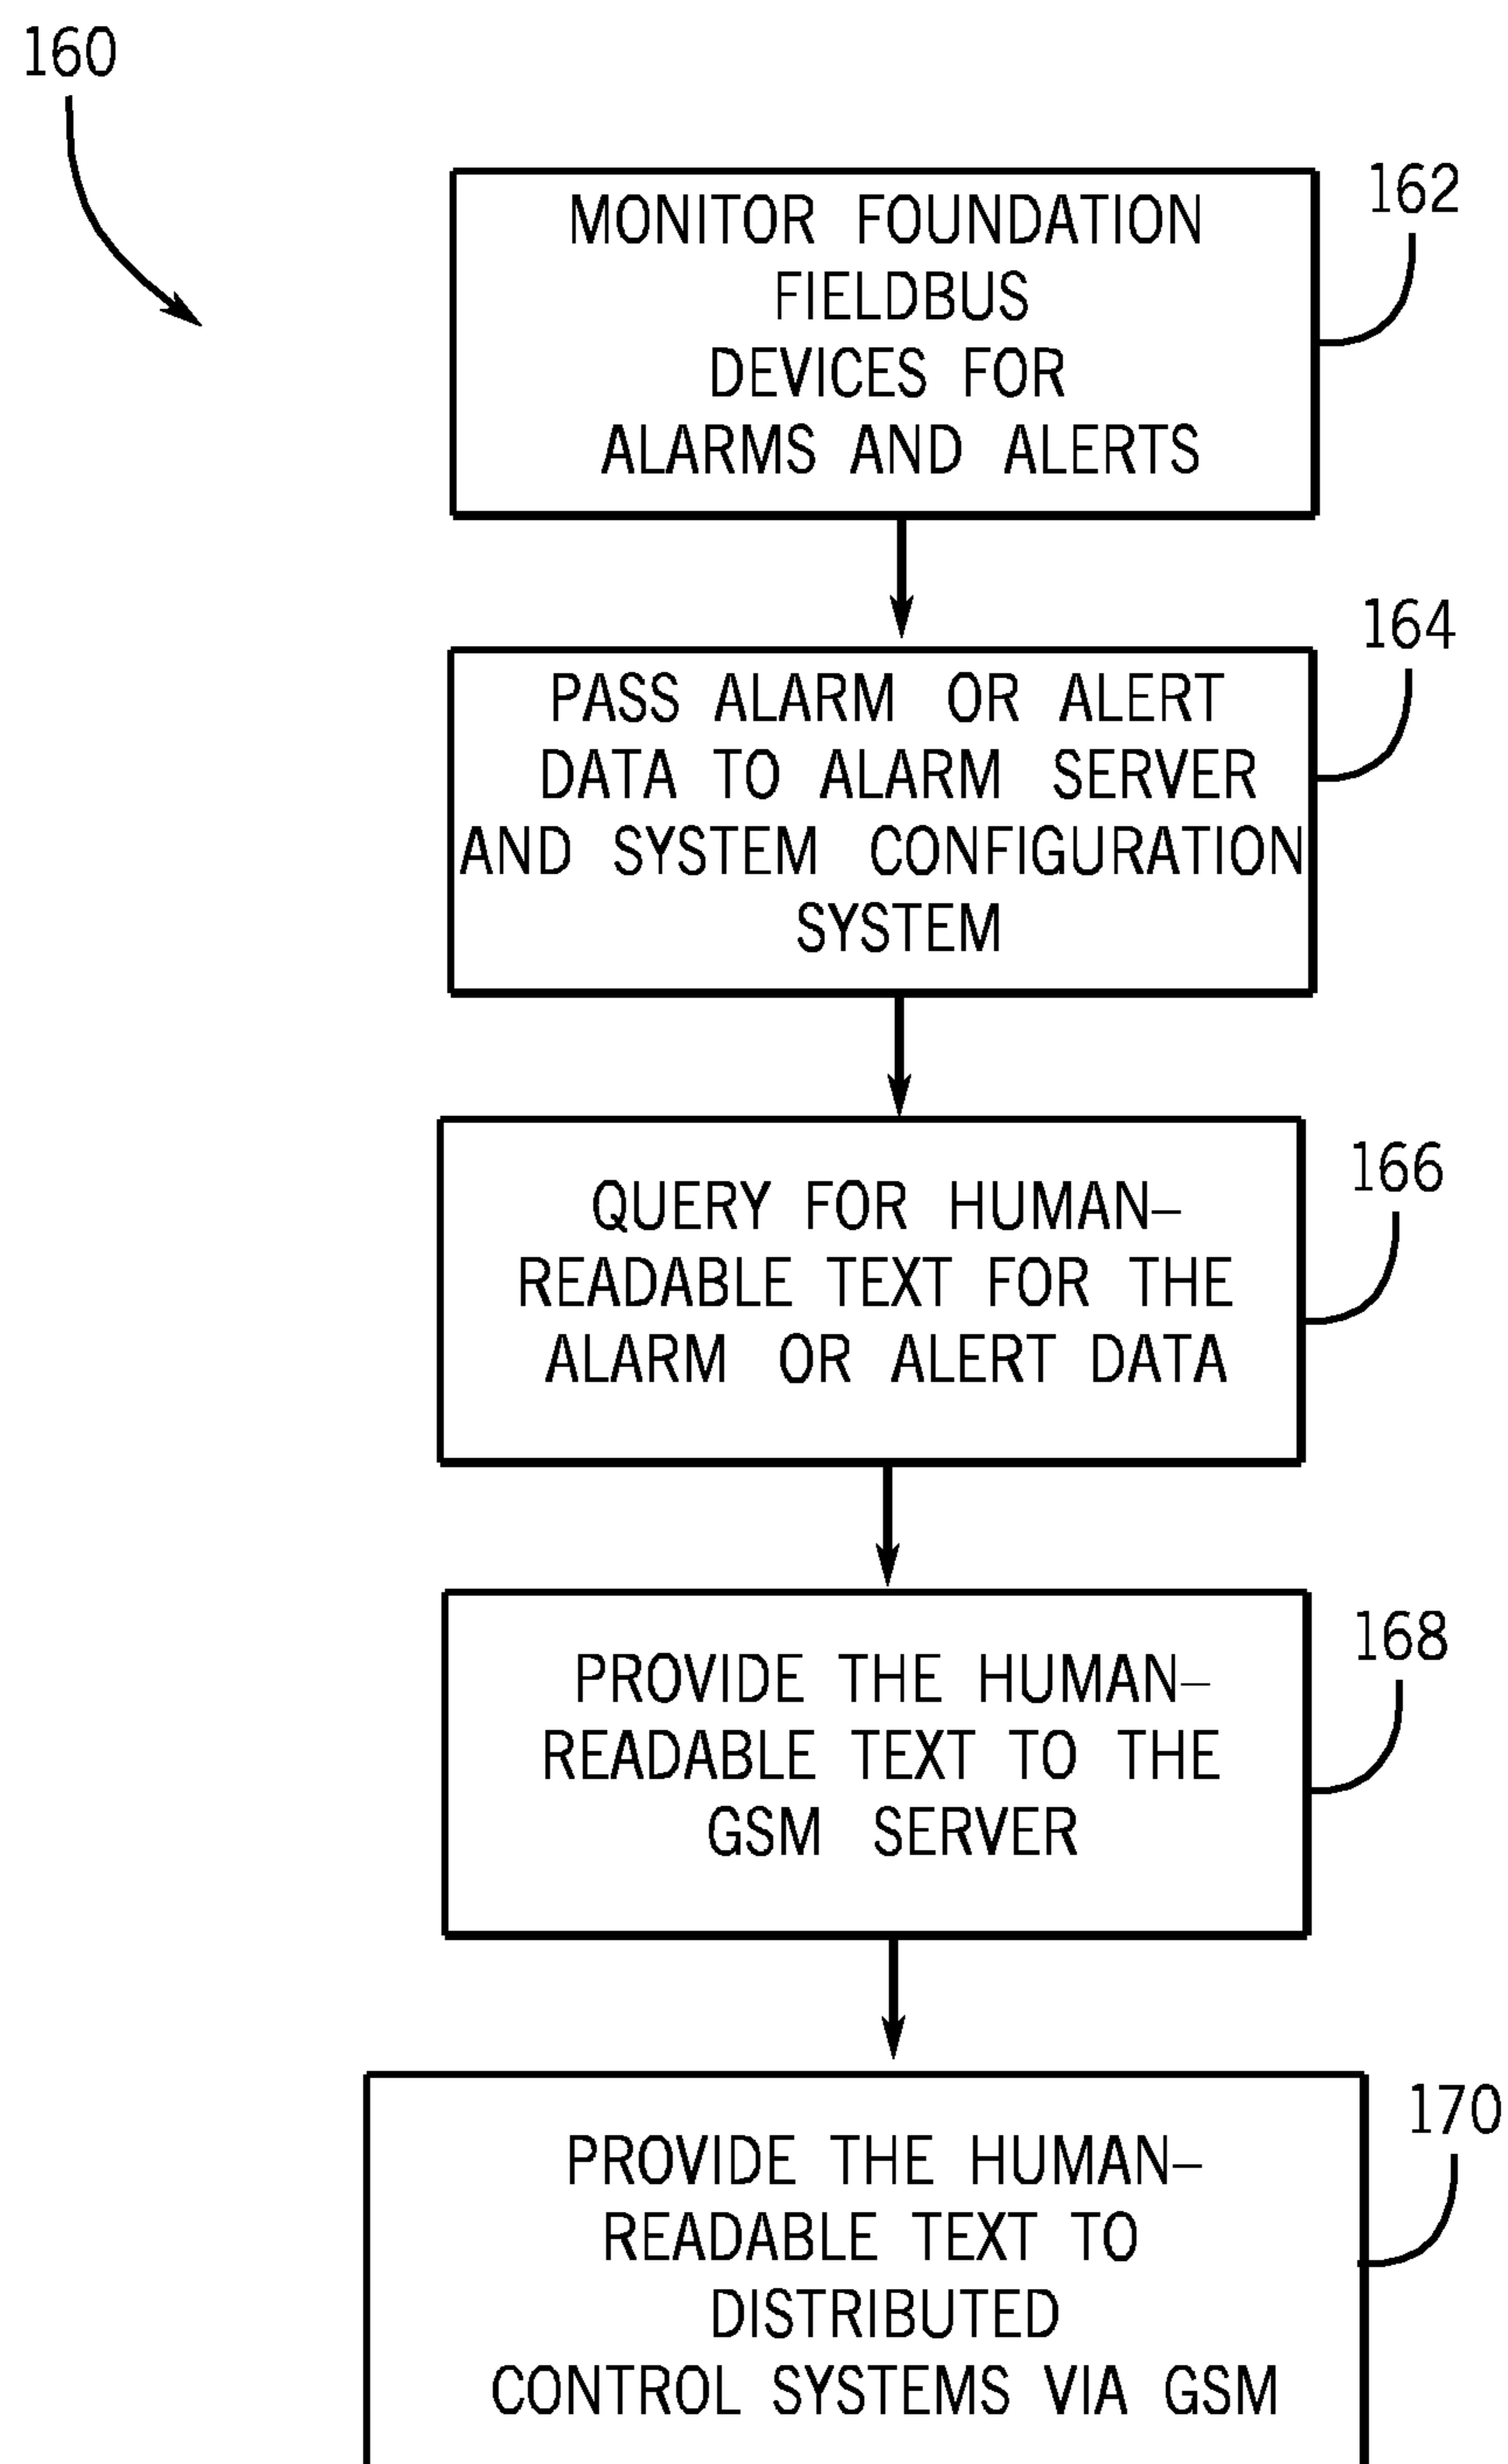 160
162
MONITOR FOUNDATION
FIELDBUS
DEVICES FOR
ALARMS AND ALERTS
164
PASS ALARM OR ALERT
DATA TO ALARM SERVER
AND SYSTEM CONFIGURATION
SYSTEM
166
QUERY FOR HUMAN–
READABLE TEXT FOR THE
ALARM OR ALERT DATA
168
PROVIDE THE HUMAN–
READABLE TEXT TO THE
GSM SERVER
170
PROVIDE THE HUMAN–
READABLE TEXT TO
DISTRIBUTED
CONTROL SYSTEMS VIA GSM